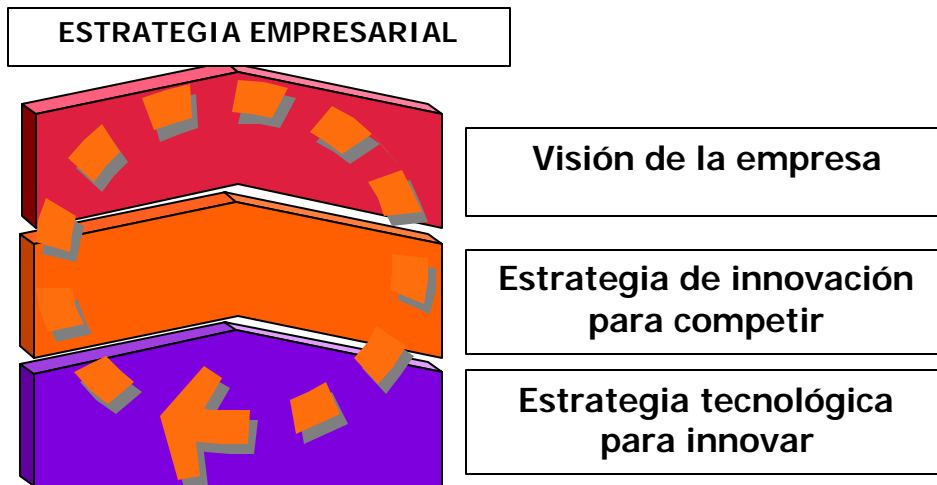 ESTRATEGIA EMPRESARIAL
Visión de la empresa
Estrategia de innovación
para competir
Estrategia tecnológica
para innovar